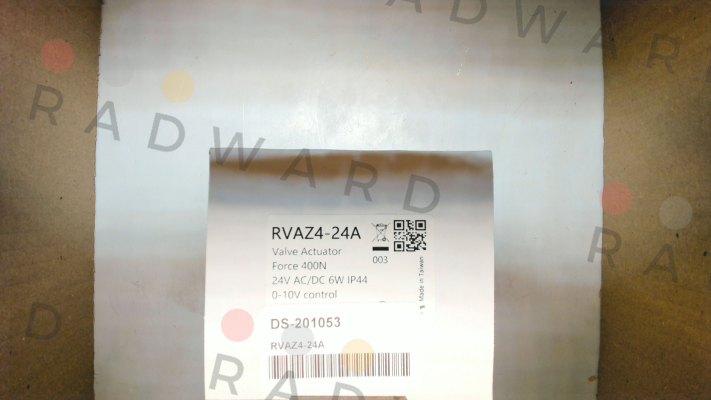 RADWARD
RADWARD
RVAZ4-24A
Valve Actuator
Force 400N
24V AC/DC 6W IP44
0-10V control
003
Made in Taiwan
DS-201053
RVAZ4-24A
RA
RADWARD